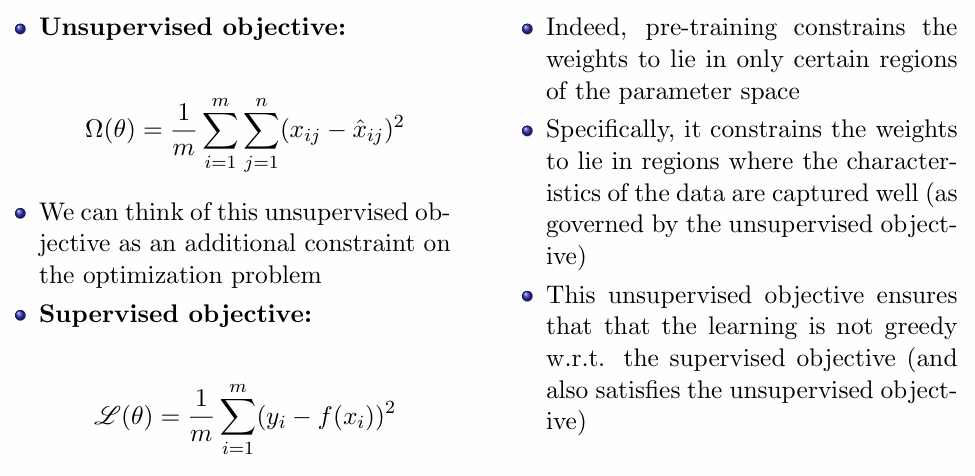 • Unsupervised objective:
Ω(θ) = \frac{1}{m} \sum_{i=1}^{m} \sum_{j=1}^{n} (x_{ij} − \hat{x}_{ij})^2
• We can think of this unsupervised ob-
jective as an additional constraint on
the optimization problem
• Supervised objective:
ℒ(θ) = \frac{1}{m} \sum_{i=1}^{m} (y_i − f(x_i))^2
• Indeed, pre-training constrains the
weights to lie in only certain regions
of the parameter space
• Specifically, it constrains the weights
to lie in regions where the character-
istics of the data are captured well (as
governed by the unsupervised object-
ive)
• This unsupervised objective ensures
that that the learning is not greedy
w.r.t. the supervised objective (and
also satisfies the unsupervised object-
ive)